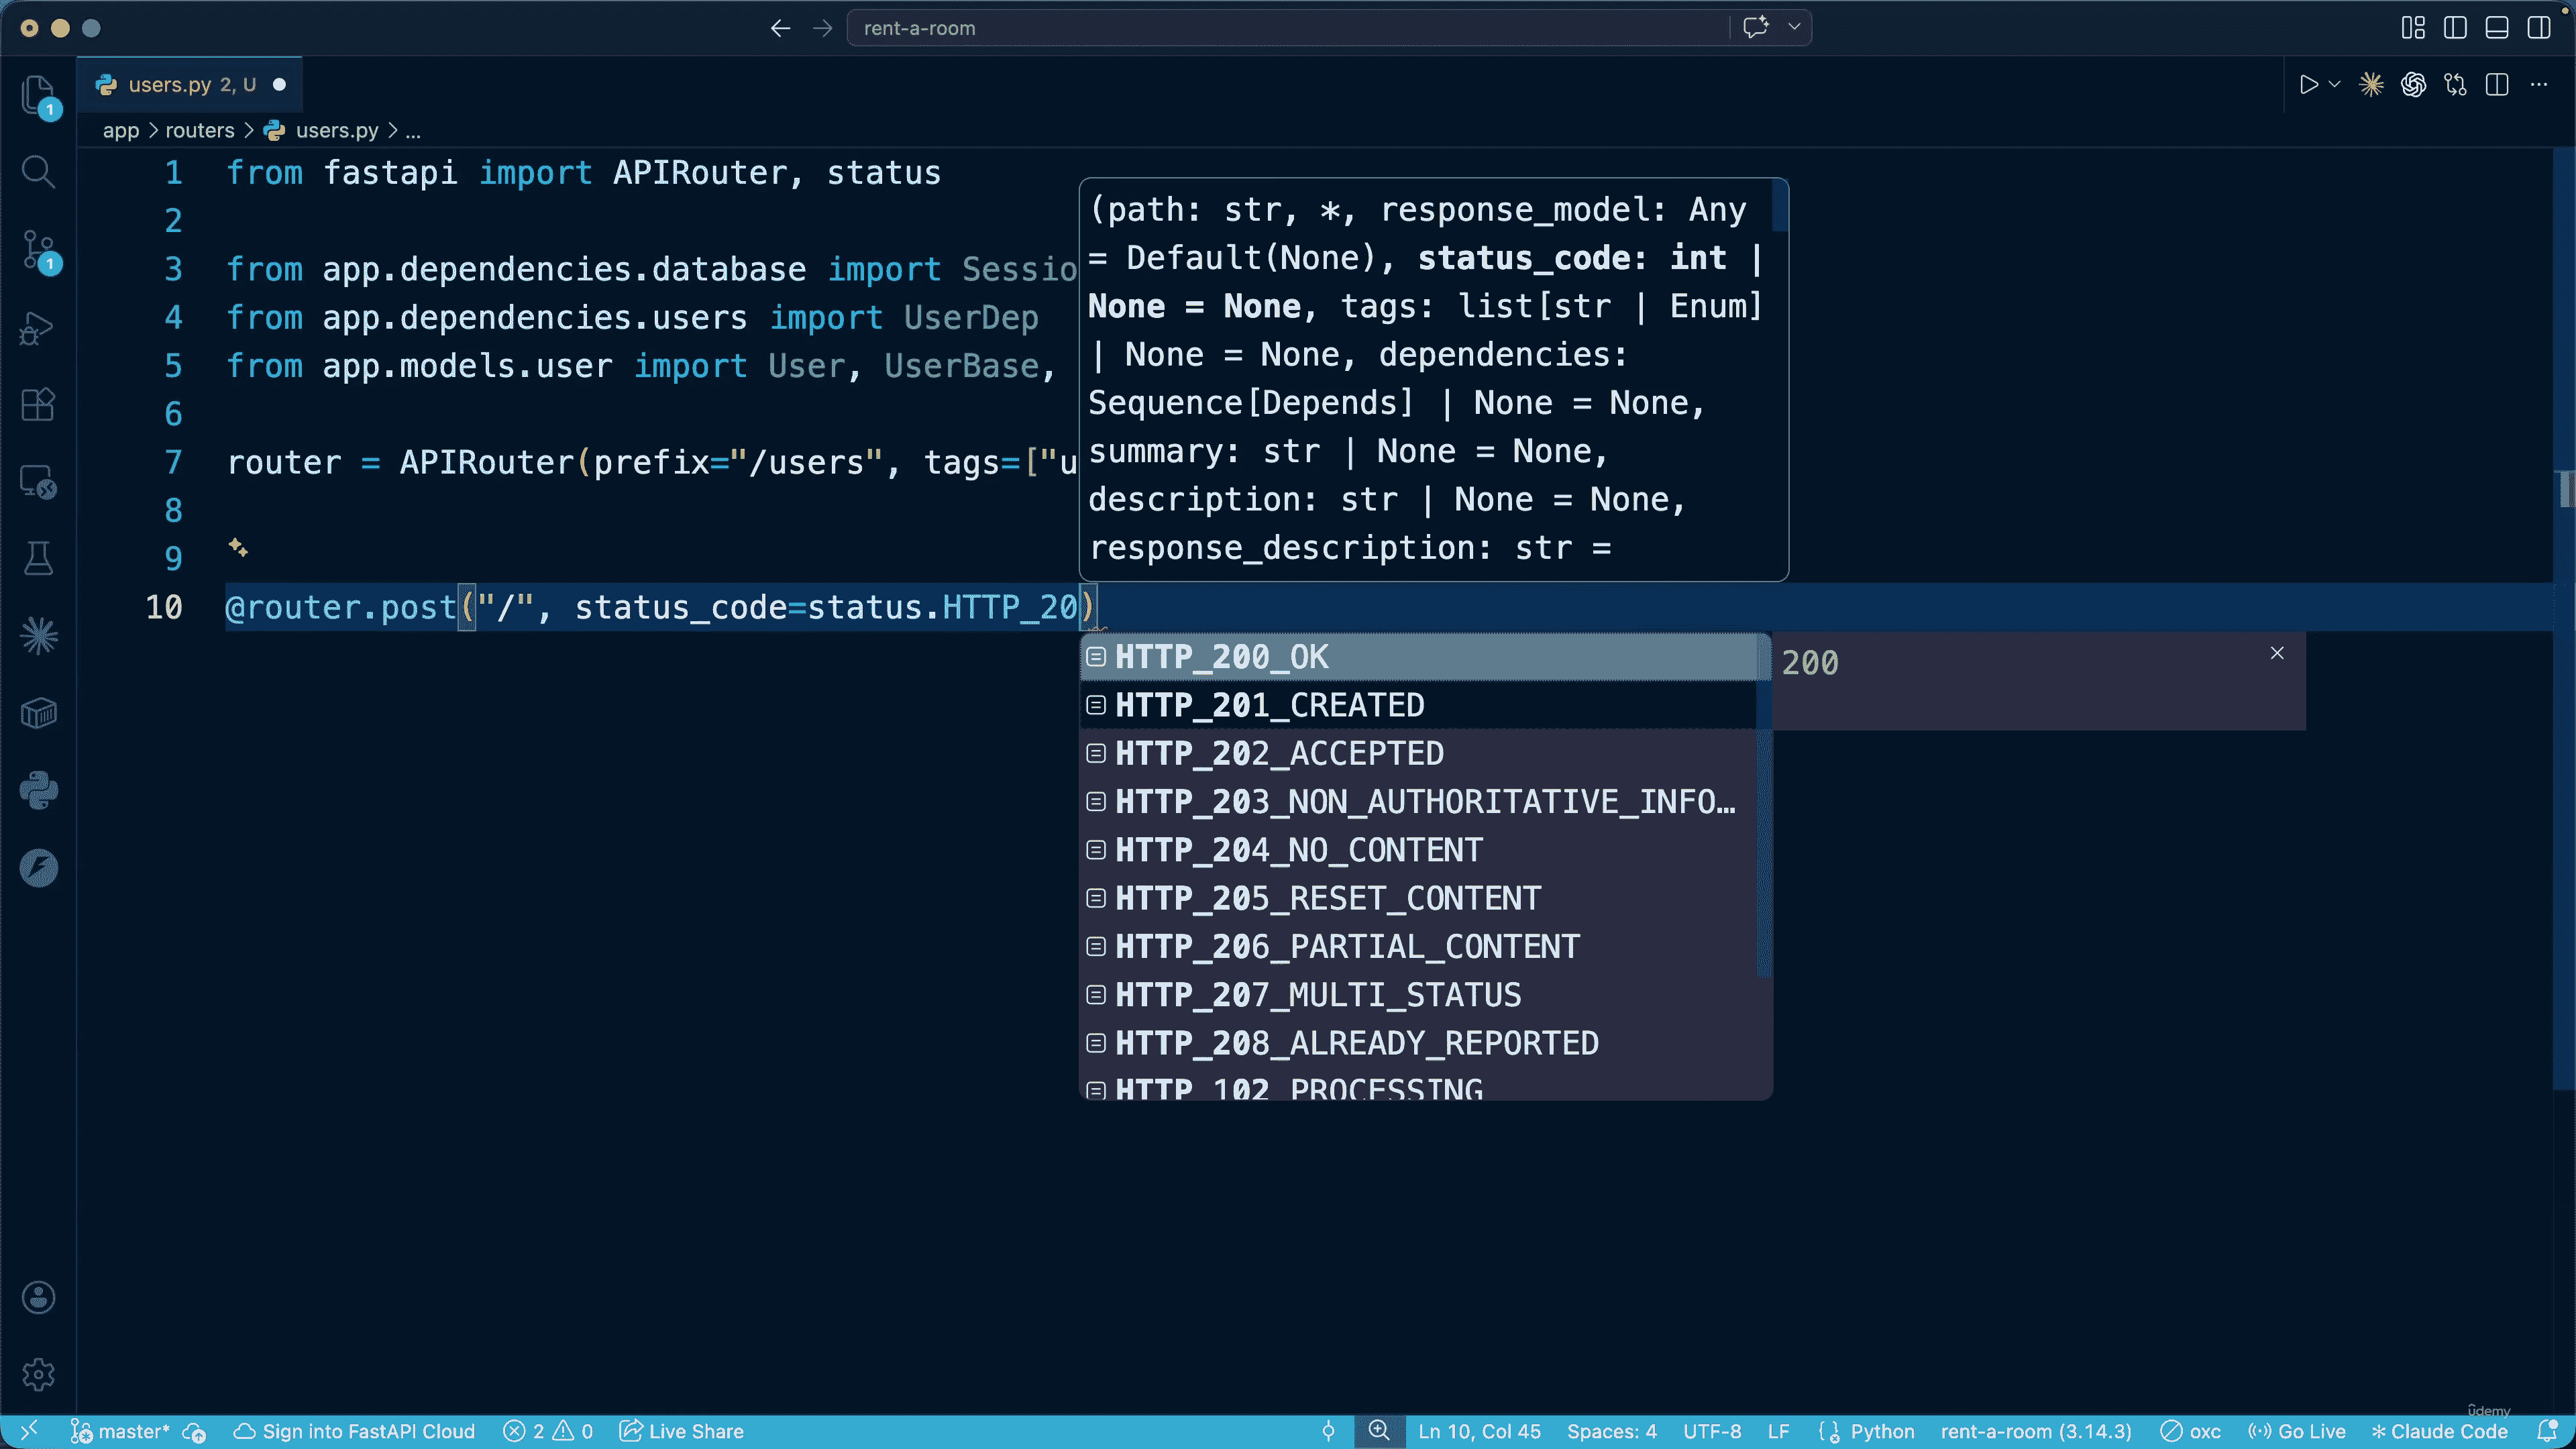 rent-a-room
users.py 2, U
app > routers > users.py > ...
1 from fastapi import APIRouter, status
2
3 from app.dependencies.database import Sessio
4 from app.dependencies.users import UserDep
5 from app.models.user import User, UserBase,
6
7 router = APIRouter(prefix="/users", tags=["u
8
9
10 @router.post("/", status_code=status.HTTP_20)
(path: str, *, response_model: Any
= Default(None), status_code: int |
None = None, tags: list[str | Enum]
| None = None, dependencies:
Sequence[Depends] | None = None,
summary: str | None = None,
description: str | None = None,
response_description: str =
HTTP_200_OK
200
HTTP_201_CREATED
HTTP_202_ACCEPTED
HTTP_203_NON_AUTHORITATIVE_INFO…
HTTP_204_NO_CONTENT
HTTP_205_RESET_CONTENT
HTTP_206_PARTIAL_CONTENT
HTTP_207_MULTI_STATUS
HTTP_208_ALREADY_REPORTED
HTTP_102_PROCESSING
1
1
udemy
master* Sign into FastAPI Cloud 2 0 Live Share Ln 10, Col 45 Spaces: 4 UTF-8 LF Python rent-a-room (3.14.3) oxc Go Live Claude Code